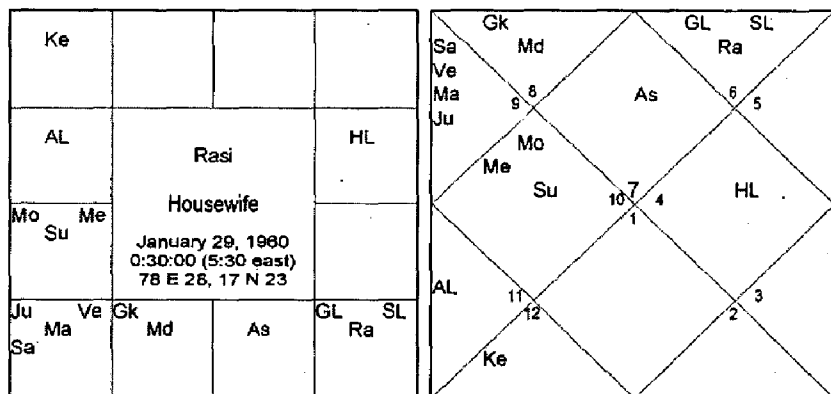 Ke
AL
HL
Rasi
Housewife
January 29, 1960
0:30:00 (5:30 east)
78 E 28, 17 N 23
Mo Me
Su
Ju Ve
Ma
Sa
Gk
Md
As
GL SL
Ra
Gk
Md
GL SL
Ra
Sa
Ve
Ma
Ju
9 8
As
6 5
Mo
Me
Su
10 7 4
1
HL
AL
11
12
3
2
Ke